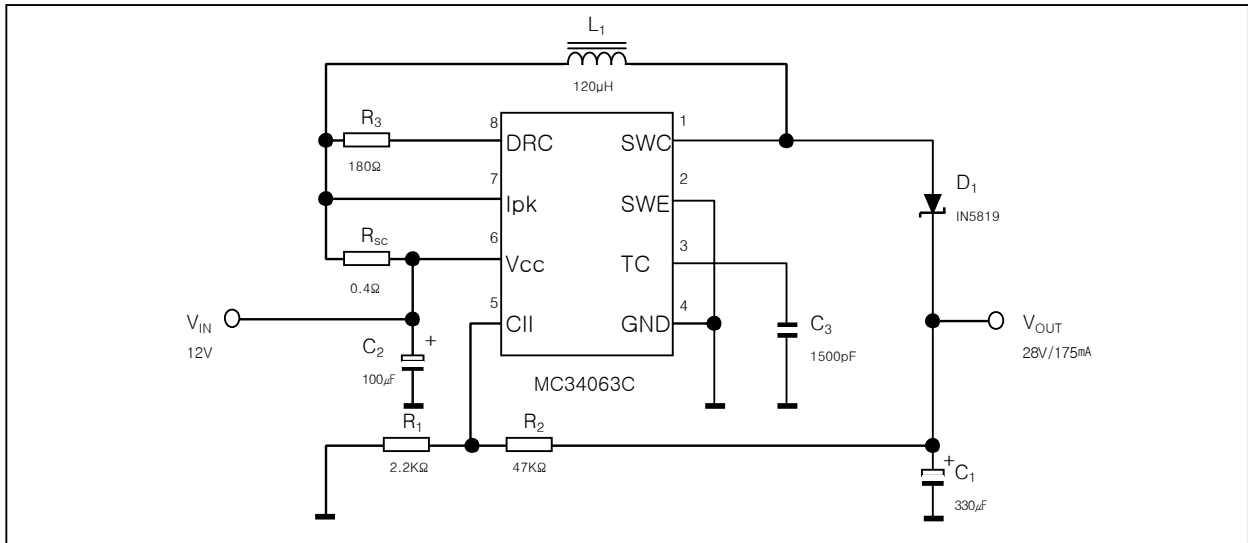 L₁
120μH
R₃
180Ω
8
DRC
SWC
1
7
Ipk
SWE
2
D₁
IN5819
Rsc
0.4Ω
6
Vcc
TC
3
5
CII
GND
4
V_IN
12V
C₂
+
100μF
C₃
1500pF
V_OUT
28V/175mA
MC34063C
R₁
2.2KΩ
R₂
47KΩ
+
C₁
330μF